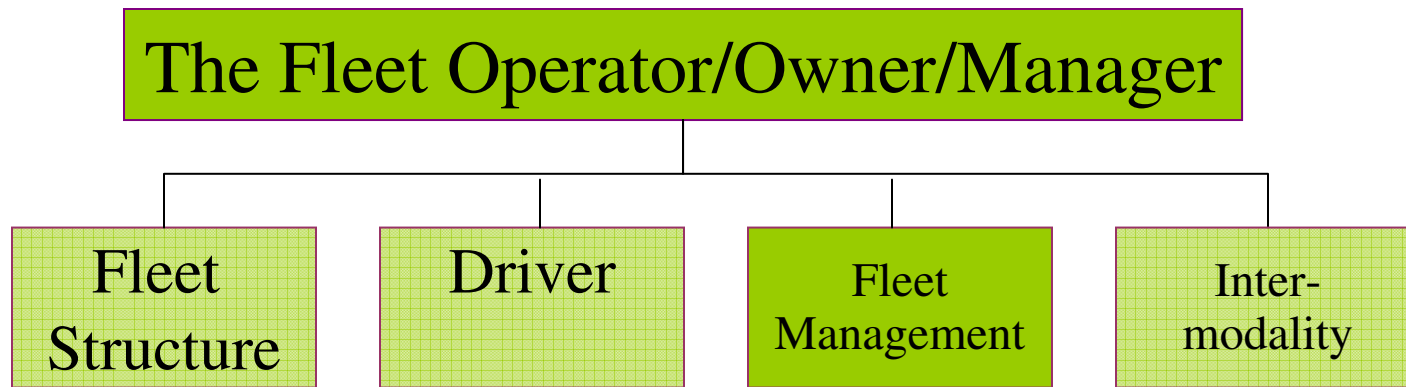 The Fleet Operator/Owner/Manager
Fleet
Structure
Driver
Fleet
Management
Inter-
modality